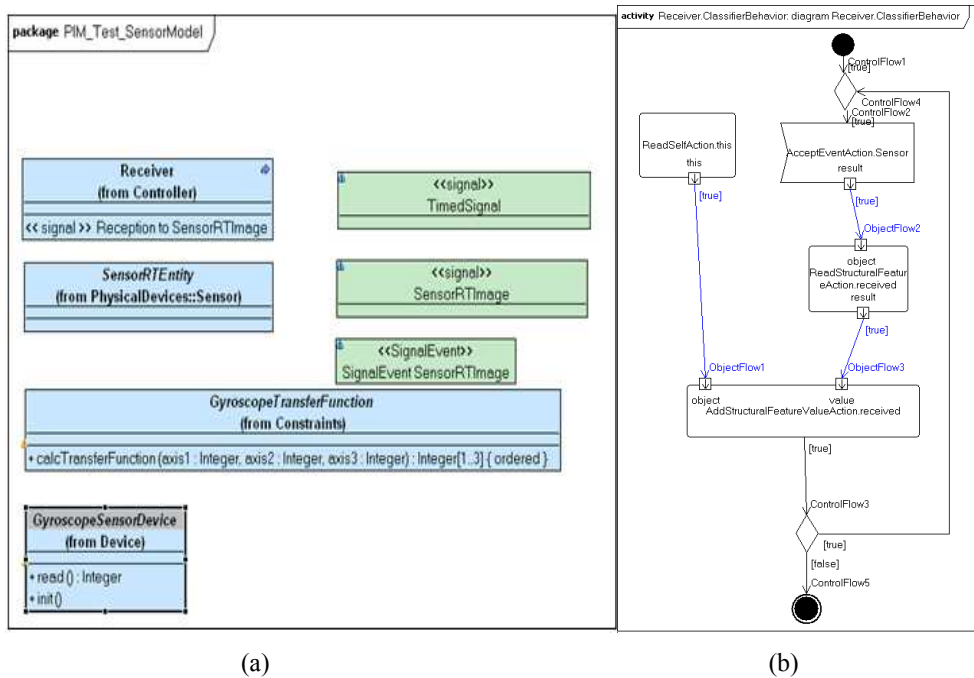 package PIM_Test_SensorModel
Receiver
(from Controller)
<< signal >> Reception to SensorRTImage
SensorRTEntity
(from PhysicalDevices::Sensor)
<<signal>>
TimedSignal
<<signal>>
SensorRTImage
<<SignalEvent>>
SignalEvent SensorRTImage
GyroscopeTransferFunction
(from Constraints)
+ calcTransferFunction (axis1 : Integer, axis2 : Integer, axis3 : Integer) : Integer[1..3] { ordered }
GyroscopeSensorDevice
(from Device)
+ read () : Integer
+ init ()
(a)
activity Receiver.ClassifierBehavior: diagram Receiver.ClassifierBehavior
ControlFlow1
[true]
ControlFlow4
ControlFlow2
[true]
ReadSelfAction.this
this
[true]
AcceptEventAction.Sensor
result
[true]
ObjectFlow2
object
ReadStructuralFeatur
eAction.received
result
[true]
ObjectFlow1
ObjectFlow3
object
value
AddStructuralFeatureValueAction.received
[true]
ControlFlow3
[true]
[false]
ControlFlow5
(b)